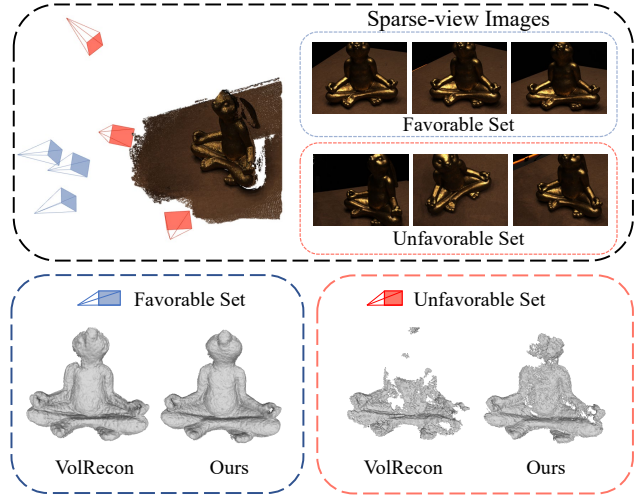 Sparse-view Images
Favorable Set
Unfavorable Set
Favorable Set
VolRecon
Ours
Unfavorable Set
VolRecon
Ours